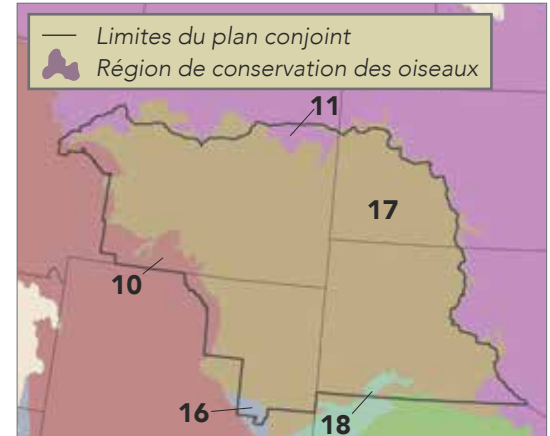 Limites du plan conjoint
Région de conservation des oiseaux
11
17
10
16
18